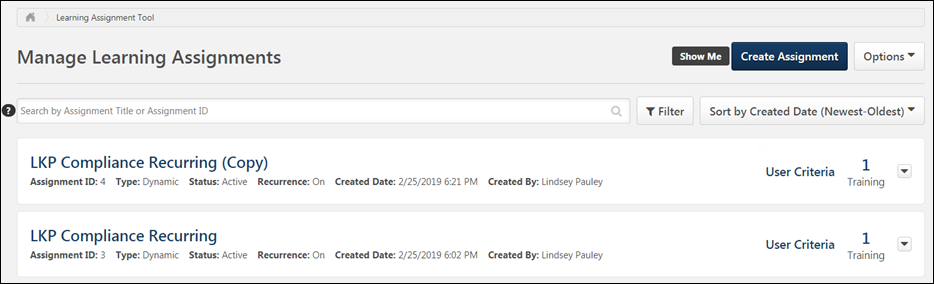 Learning Assignment Tool
Manage Learning Assignments
Show Me
Create Assignment
Options
?
Search by Assignment Title or Assignment ID
Filter
Sort by Created Date (Newest-Oldest)
LKP Compliance Recurring (Copy)
Assignment ID: 4 Type: Dynamic Status: Active Recurrence: On Created Date: 2/25/2019 6:21 PM Created By: Lindsey Pauley
User Criteria
1
Training
LKP Compliance Recurring
Assignment ID: 3 Type: Dynamic Status: Active Recurrence: On Created Date: 2/25/2019 6:02 PM Created By: Lindsey Pauley
User Criteria
1
Training